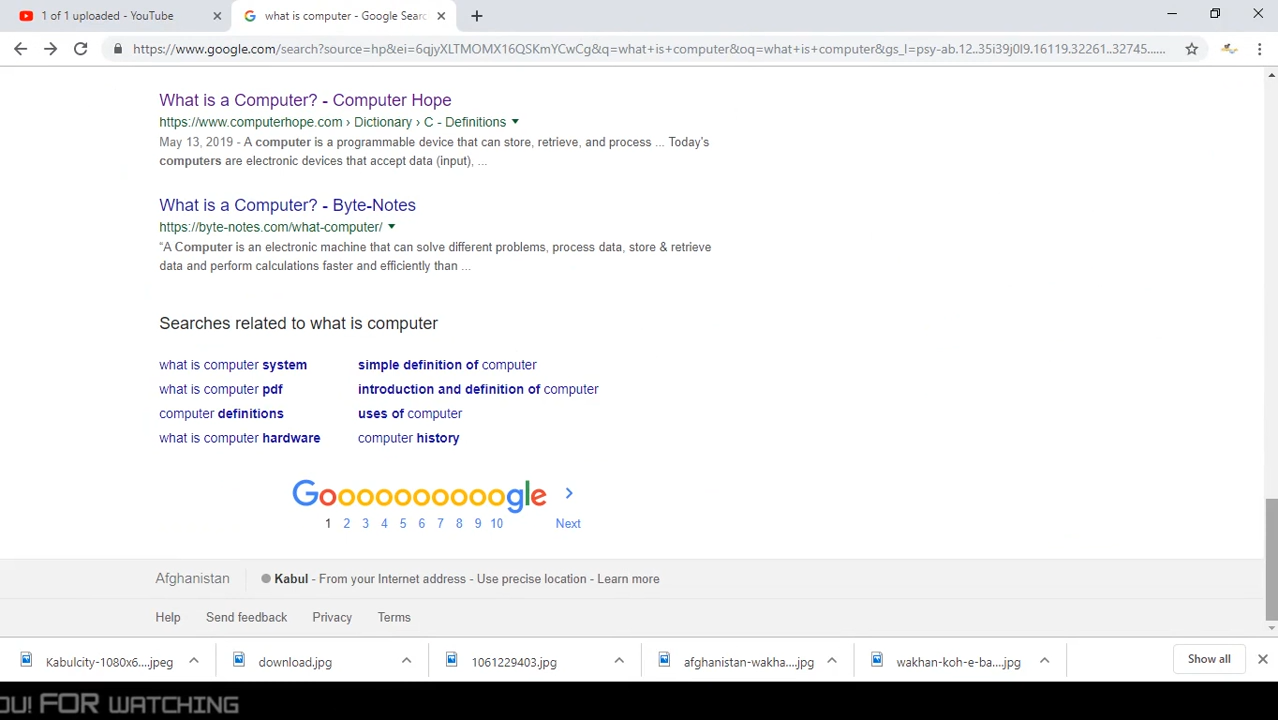 1 of 1 uploaded - YouTube
what is computer - Google Sear
https://www.google.com/search?source=hp&ei=6qjyXLTMOMX16QSKmYCwCg&q=what+is+computer&oq=what+is+computer&gs_l=psy-ab.12..35i39j0l9.16119.32261..32745......
What is a Computer? - Computer Hope
https://www.computerhope.com › Dictionary › C - Definitions
May 13, 2019 - A computer is a programmable device that can store, retrieve, and process ... Today's
computers are electronic devices that accept data (input), ...
What is a Computer? - Byte-Notes
https://byte-notes.com/what-computer/
“A Computer is an electronic machine that can solve different problems, process data, store & retrieve
data and perform calculations faster and efficiently than ...
Searches related to what is computer
what is computer system simple definition of computer
what is computer pdf introduction and definition of computer
computer definitions uses of computer
what is computer hardware computer history
Goooooooooogle >
1 2 3 4 5 6 7 8 9 10 Next
Afghanistan Kabul - From your Internet address - Use precise location - Learn more
Help Send feedback Privacy Terms
Kabulcity-1080x6....jpeg download.jpg 1061229403.jpg afghanistan-wakha....jpg wakhan-koh-e-ba....jpg Show all
OU! FOR WATCHING